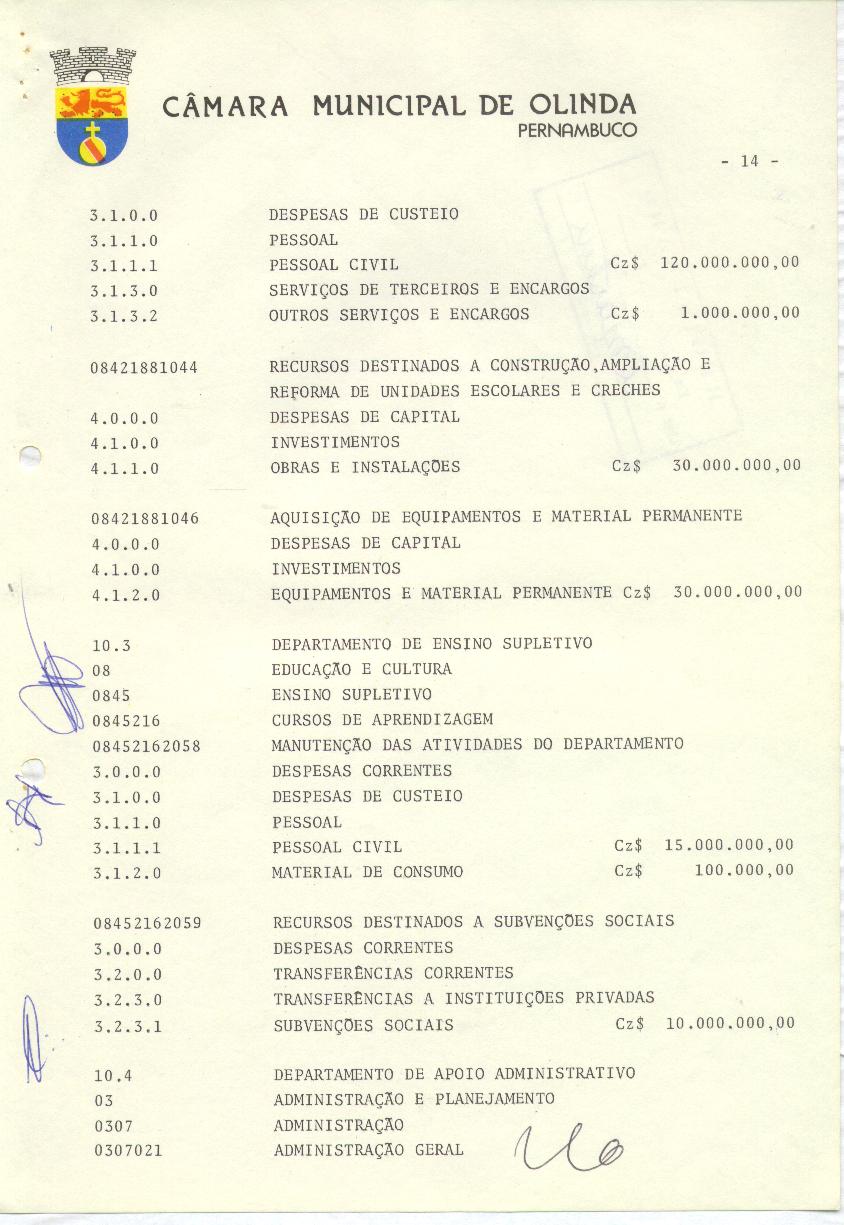 CÂMARA MUNICIPAL DE OLINDA
PERNAMBUCO
- 14 -
3.1.0.0 DESPESAS DE CUSTEIO
3.1.1.0 PESSOAL
3.1.1.1 PESSOAL CIVIL Cz$ 120.000.000,00
3.1.3.0 SERVIÇOS DE TERCEIROS E ENCARGOS
3.1.3.2 OUTROS SERVIÇOS E ENCARGOS Cz$ 1.000.000,00
08421881044 RECURSOS DESTINADOS A CONSTRUÇÃO,AMPLIAÇÃO E
REFORMA DE UNIDADES ESCOLARES E CRECHES
4.0.0.0 DESPESAS DE CAPITAL
4.1.0.0 INVESTIMENTOS
4.1.1.0 OBRAS E INSTALAÇÕES Cz$ 30.000.000,00
08421881046 AQUISIÇÃO DE EQUIPAMENTOS E MATERIAL PERMANENTE
4.0.0.0 DESPESAS DE CAPITAL
4.1.0.0 INVESTIMENTOS
4.1.2.0 EQUIPAMENTOS E MATERIAL PERMANENTE Cz$ 30.000.000,00
10.3 DEPARTAMENTO DE ENSINO SUPLETIVO
08 EDUCAÇÃO E CULTURA
0845 ENSINO SUPLETIVO
0845216 CURSOS DE APRENDIZAGEM
08452162058 MANUTENÇÃO DAS ATIVIDADES DO DEPARTAMENTO
3.0.0.0 DESPESAS CORRENTES
3.1.0.0 DESPESAS DE CUSTEIO
3.1.1.0 PESSOAL
3.1.1.1 PESSOAL CIVIL Cz$ 15.000.000,00
3.1.2.0 MATERIAL DE CONSUMO Cz$ 100.000,00
08452162059 RECURSOS DESTINADOS A SUBVENÇÕES SOCIAIS
3.0.0.0 DESPESAS CORRENTES
3.2.0.0 TRANSFERÊNCIAS CORRENTES
3.2.3.0 TRANSFERÊNCIAS A INSTITUIÇÕES PRIVADAS
3.2.3.1 SUBVENÇÕES SOCIAIS Cz$ 10.000.000,00
10.4 DEPARTAMENTO DE APOIO ADMINISTRATIVO
03 ADMINISTRAÇÃO E PLANEJAMENTO
0307 ADMINISTRAÇÃO
0307021 ADMINISTRAÇÃO GERAL